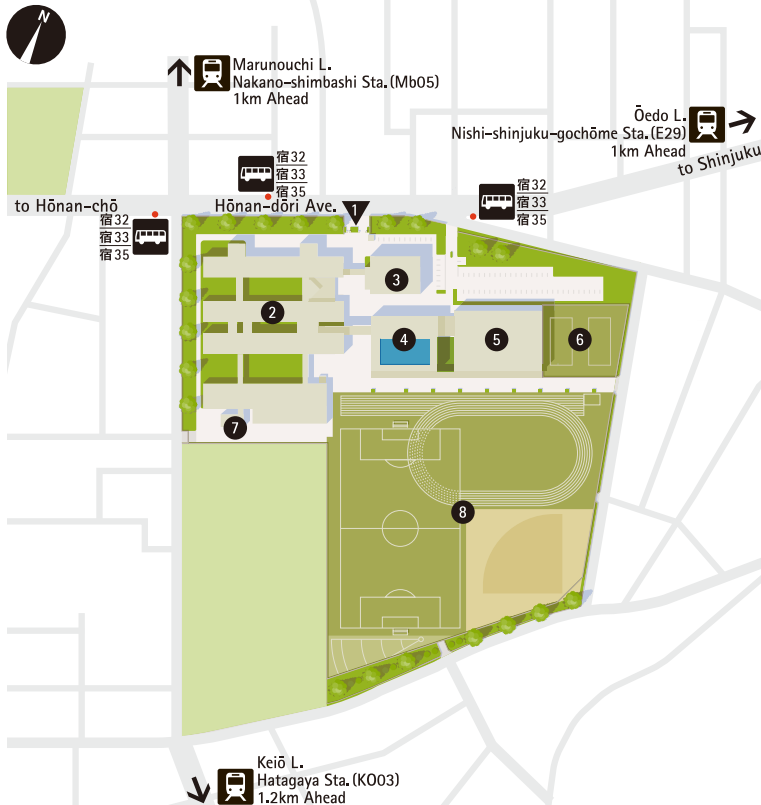 N
Marunouchi L.
Nakano-shimbashi Sta. (Mb05)
1km Ahead
Ōedo L.
Nishi-shinjuku-gochōme Sta. (E29)
1km Ahead
to Shinjuku
宿32
宿33
宿35
宿32
宿33
宿35
to Hōnan-chō
Hōnan-dōri Ave.
1
宿32
宿33
宿35
3
2
4
5
6
7
8
Keiō L.
Hatagaya Sta. (KO03)
1.2km Ahead